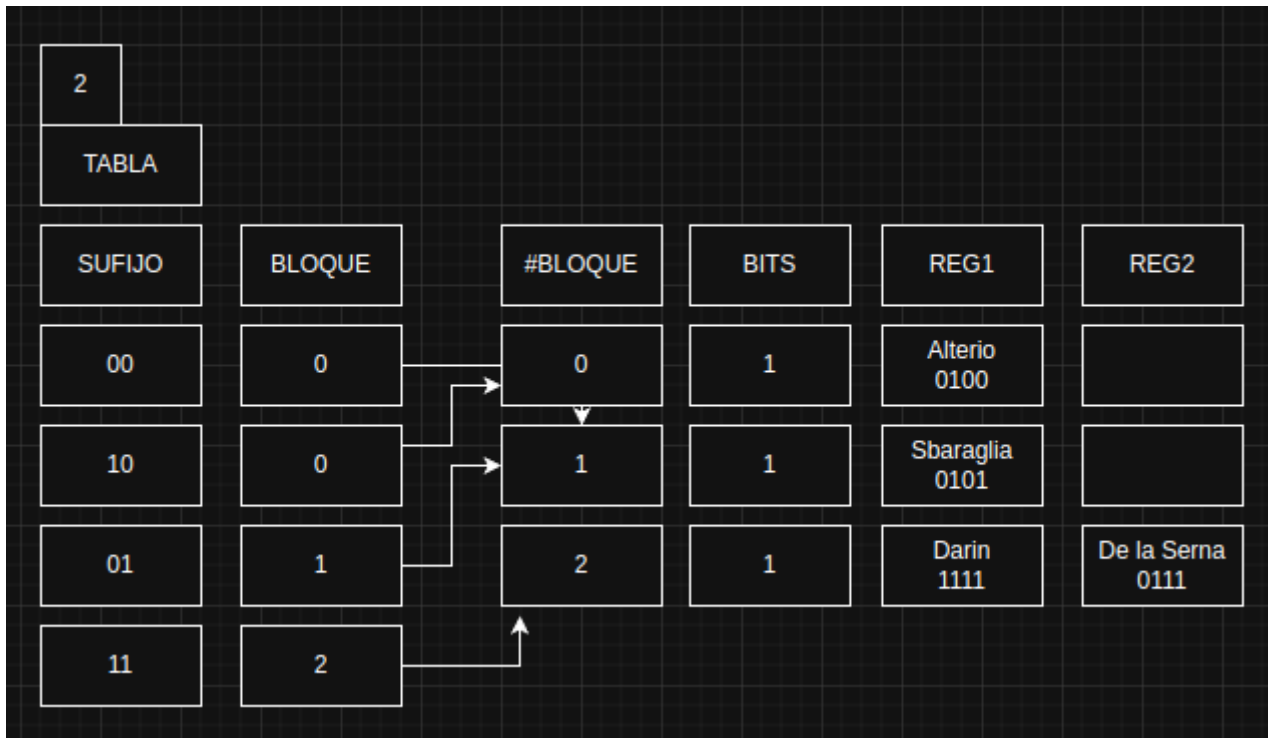 2
TABLA
SUFIJO BLOQUE #BLOQUE BITS REG1 REG2
00 0 0 1 Alterio
0100
10 0 1 1 Sbaraglia
0101
01 1 2 1 Darin De la Serna
1111 0111
11 2